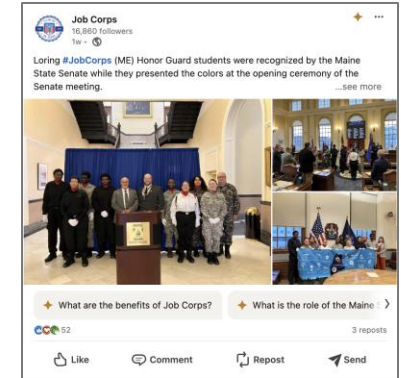 Job Corps
16,860 followers
1w •
Loring #JobCorps (ME) Honor Guard students were recognized by the Maine
State Senate while they presented the colors at the opening ceremony of the
Senate meeting.
...see more
What are the benefits of Job Corps?
What is the role of the Maine
52
3 reposts
Like
Comment
Repost
Send